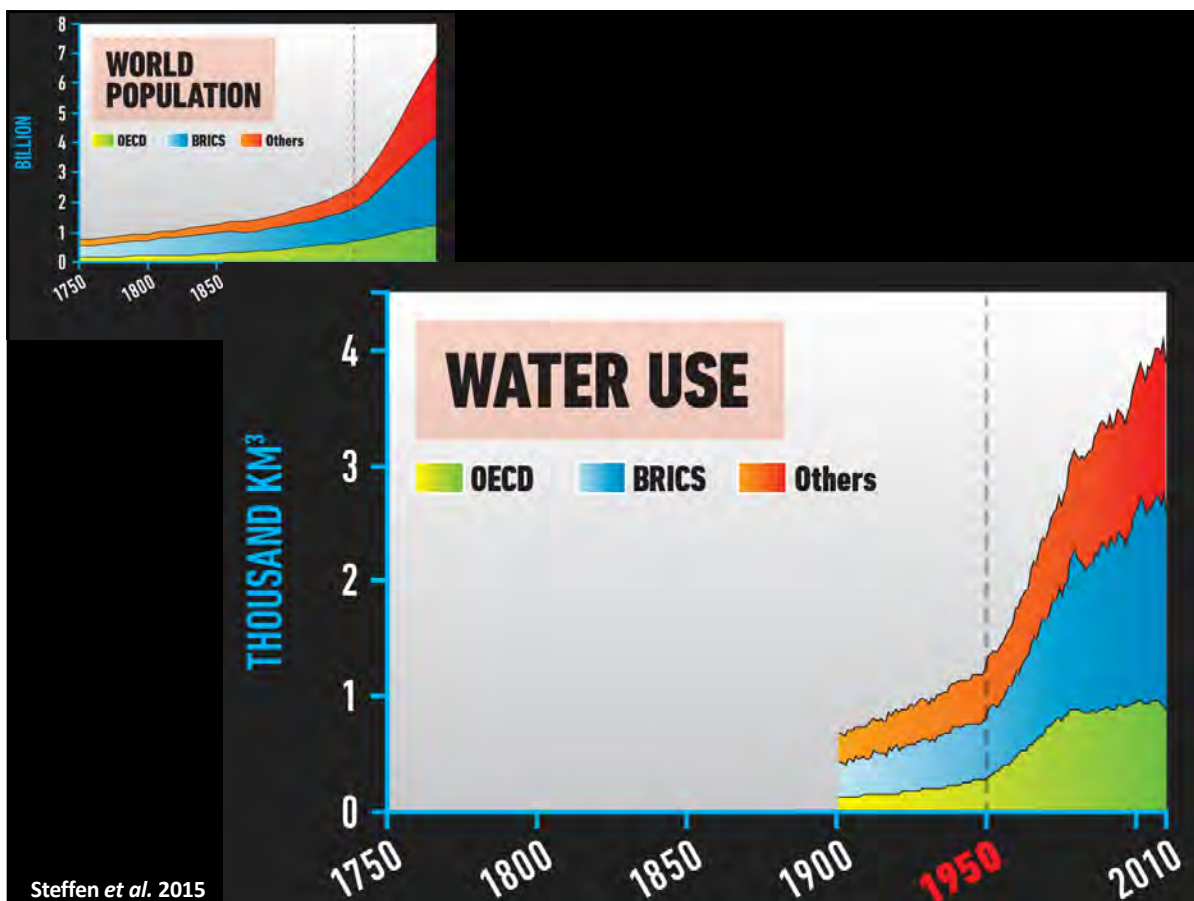 8
7
6
5
4
3
2
1
0
BILLION
WORLD
POPULATION
OECD BRICS Others
1750 1800 1850
4
3
2
1
0
THOUSAND KM³
WATER USE
OECD BRICS Others
1750 1800 1850 1900 1950 2010
Steffen et al. 2015